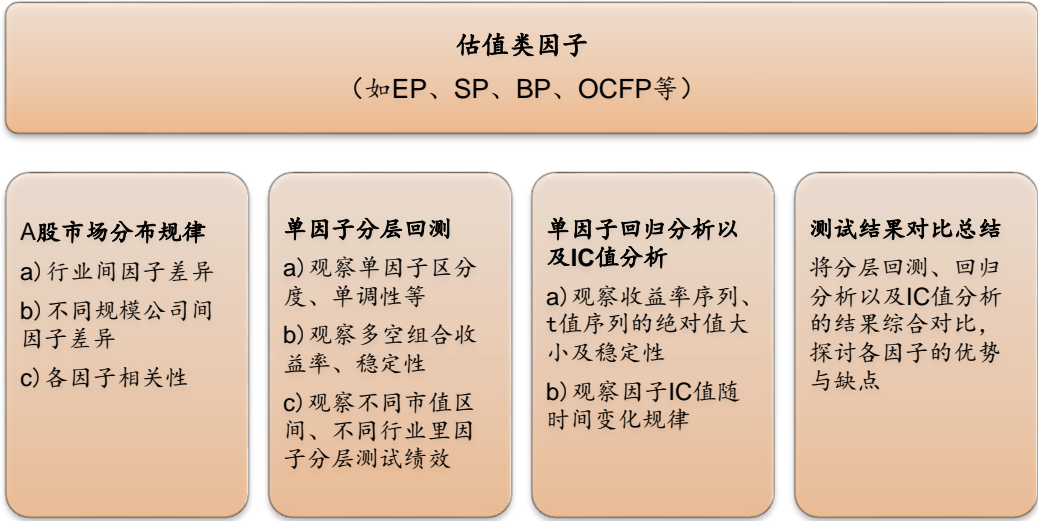 估值类因子
（如EP、SP、BP、OCFP等）
A股市场分布规律
a)行业间因子差异
b)不同规模公司间
因子差异
c)各因子相关性
单因子分层回测
a)观察单因子区分
度、单调性等
b)观察多空组合收
益率、稳定性
c)观察不同市值区
间、不同行业里因
子分层测试绩效
单因子回归分析以
及IC值分析
a)观察收益率序列、
t值序列的绝对值大
小及稳定性
b)观察因子IC值随
时间变化规律
测试结果对比总结
将分层回测、回归
分析以及IC值分析
的结果综合对比，
探讨各因子的优势
与缺点